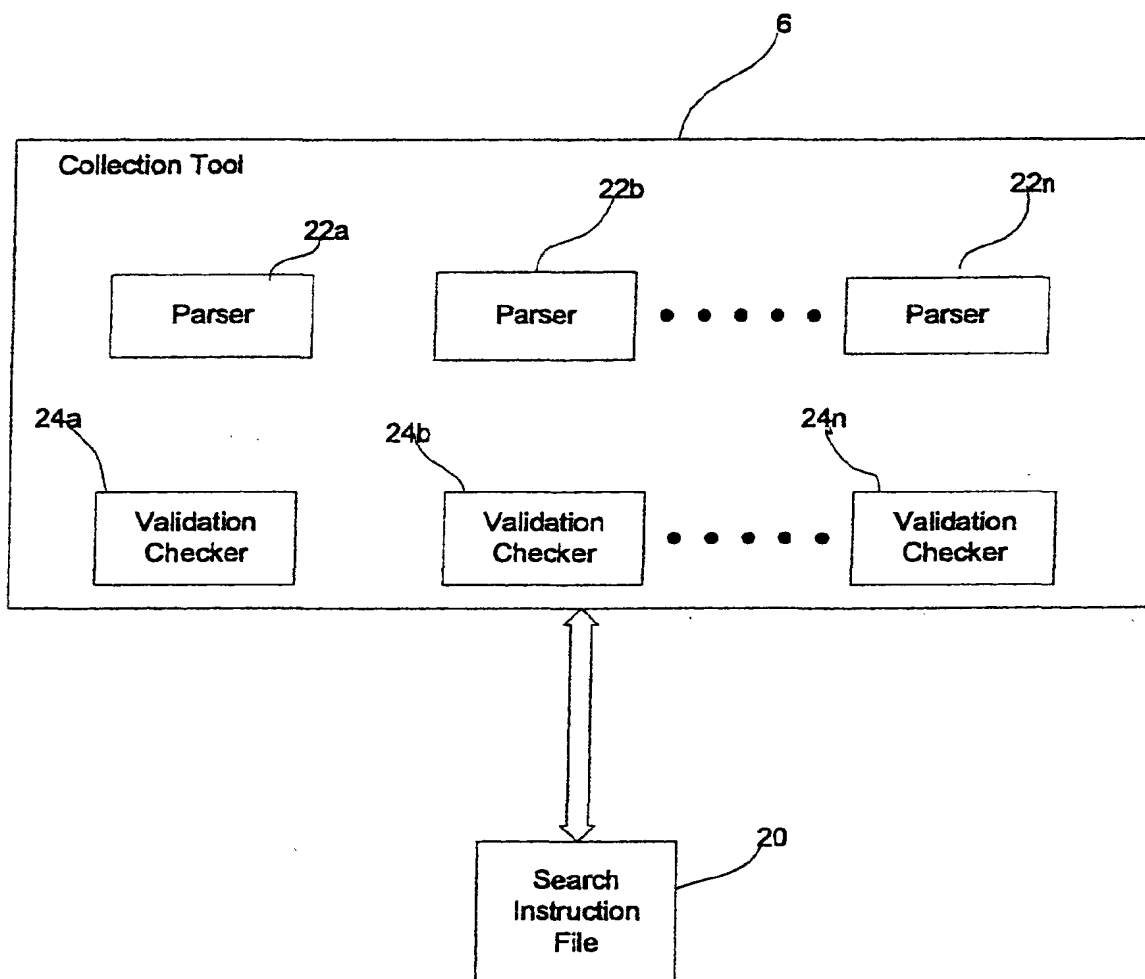 6
Collection Tool
22a
22b
22n
Parser
Parser
Parser
24a
24b
24n
Validation
Checker
Validation
Checker
Validation
Checker
20
Search
Instruction
File